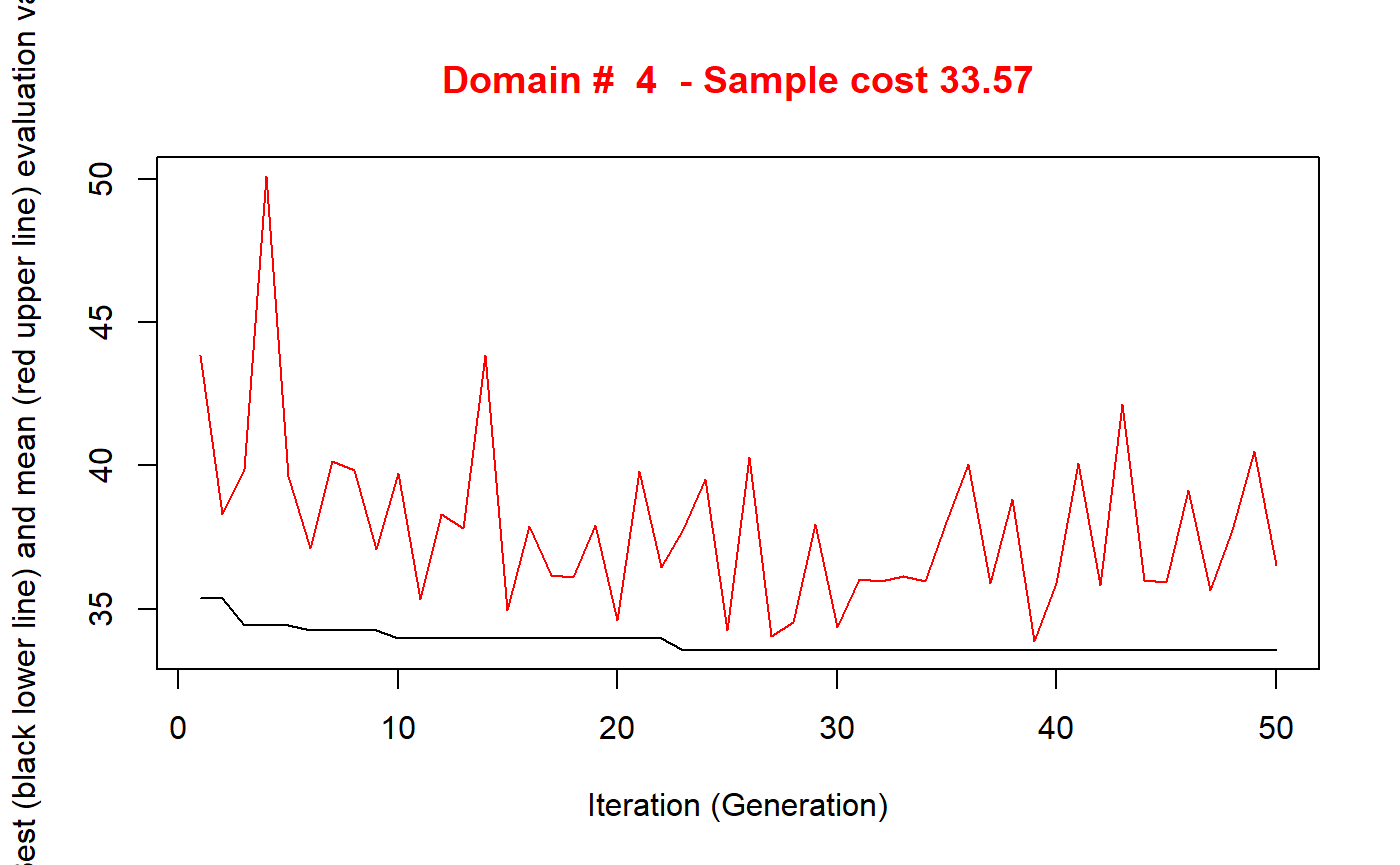 Domain # 4 - Sample cost 33.57
(black lower line) and mean (red upper line) evaluation
50
45
40
35
0 10 20 30 40 50
Iteration (Generation)